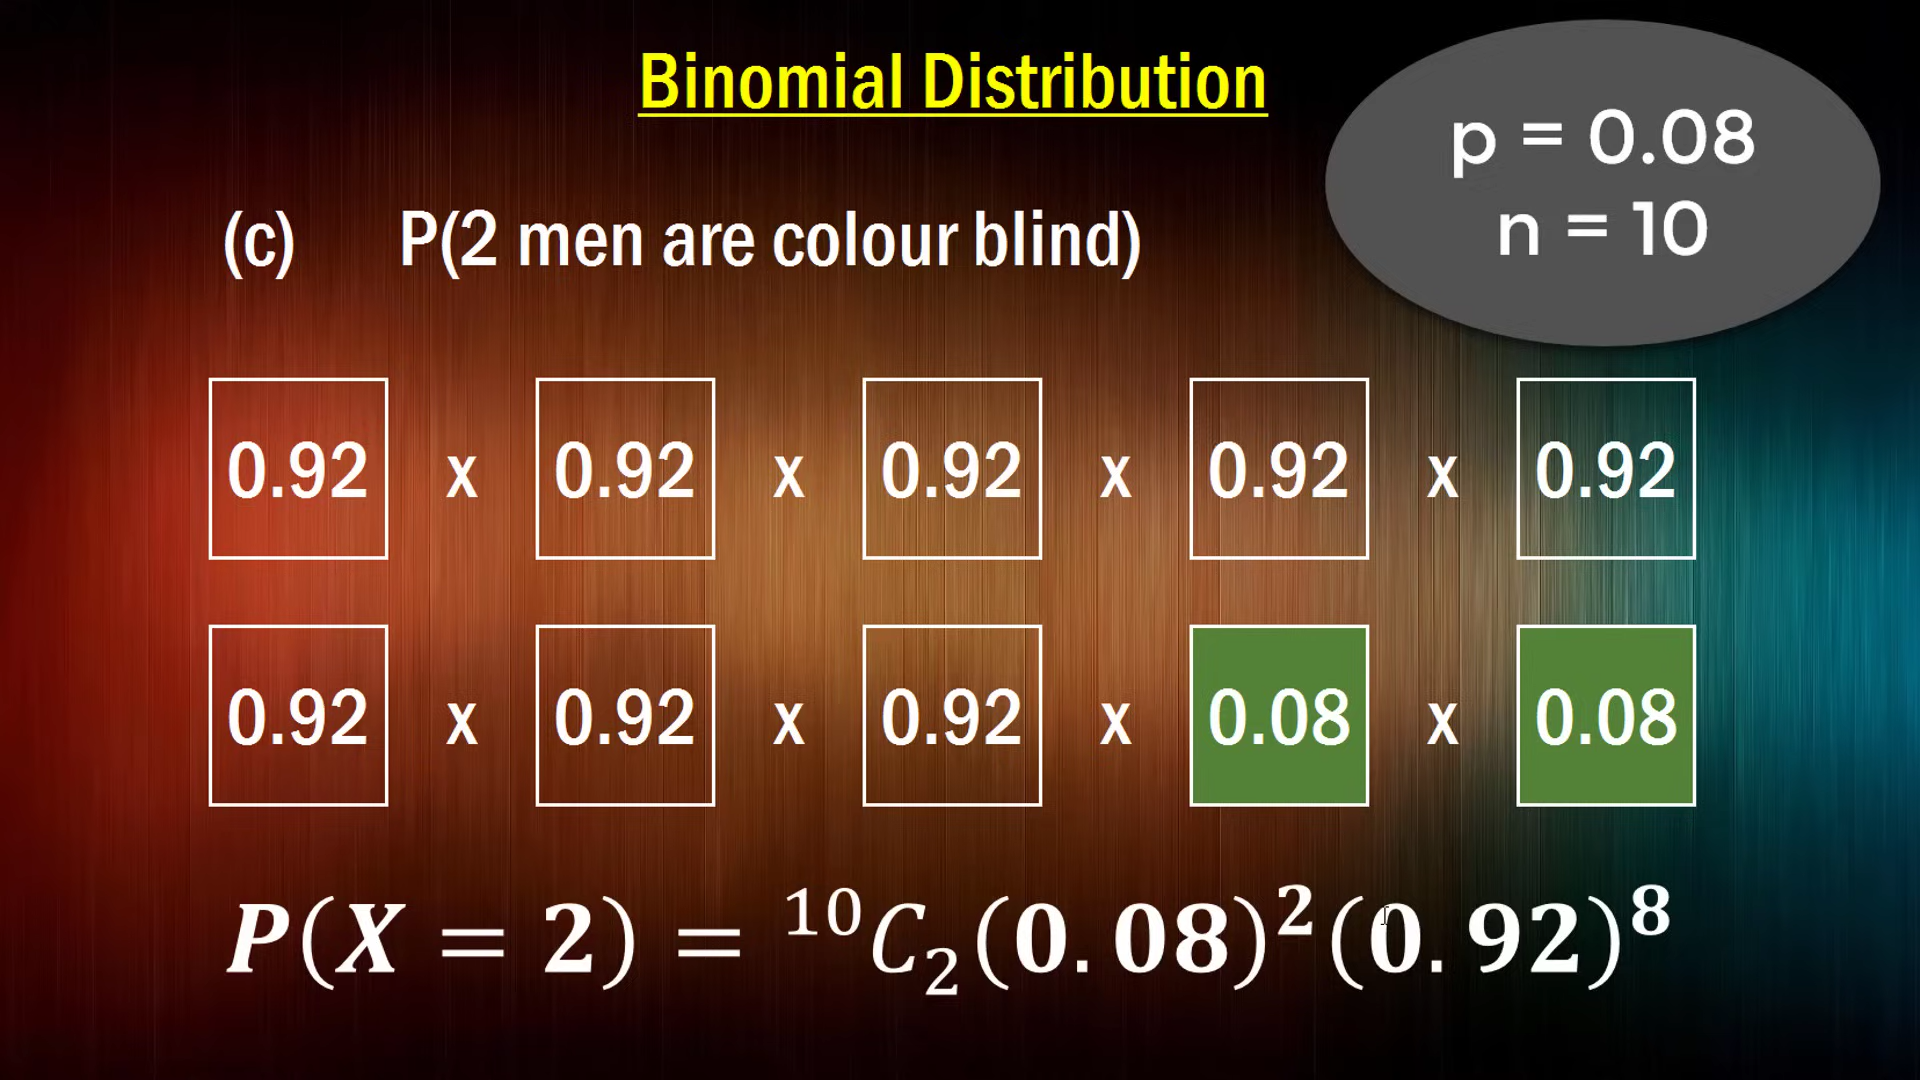 Binomial Distribution
p = 0.08
n = 10
(c) P(2 men are colour blind)
0.92 x 0.92 x 0.92 x 0.92 x 0.92
0.92 x 0.92 x 0.92 x 0.08 x 0.08
P(X = 2) = ¹⁰C₂(0.08)²(0.92)⁸